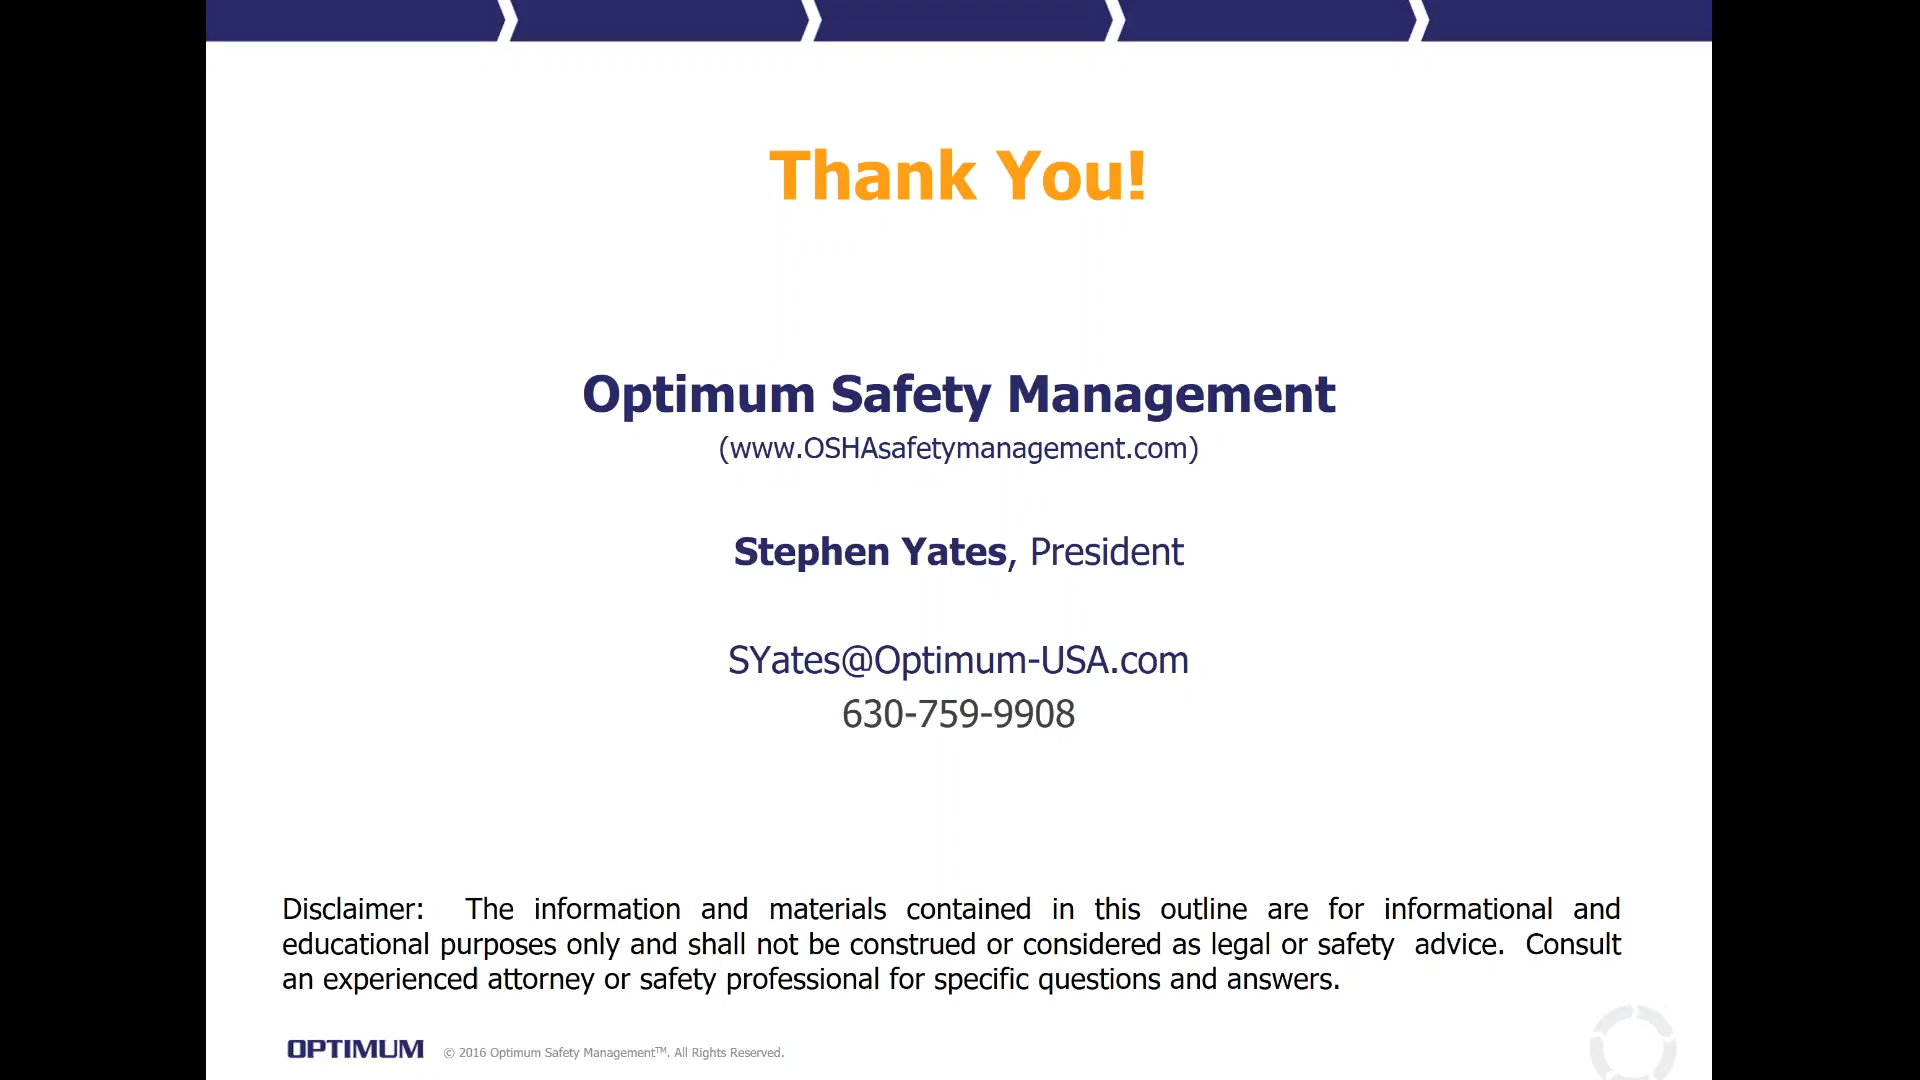 Thank You!
Optimum Safety Management
(www.OSHAsafetymanagement.com)
Stephen Yates, President
SYates@Optimum-USA.com
630-759-9908
Disclaimer: The information and materials contained in this outline are for informational and
educational purposes only and shall not be construed or considered as legal or safety advice. Consult
an experienced attorney or safety professional for specific questions and answers.
OPTIMUM © 2016 Optimum Safety Management™. All Rights Reserved.